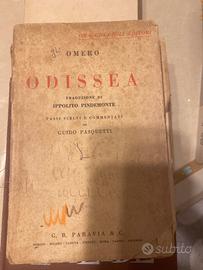 OMERO
ODISSEA
TRADUZIONE DI
IPPOLITO PINDEMONTE
PASSI SCELTI E COMMENTATI
DA
GUIDO PASQUETTI
G. B. PARAVIA & C.
subito